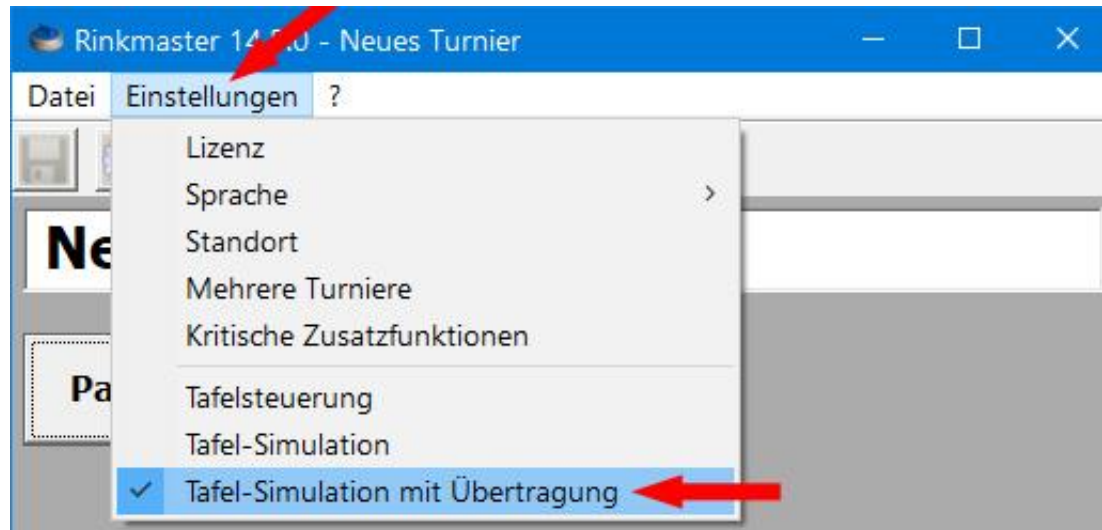 Rinkmaster 14 - Neues Turnier
Datei Einstellungen ?
Lizenz
Sprache
Standort
Mehrere Turniere
Kritische Zusatzfunktionen
Tafelsteuerung
Tafel-Simulation
Tafel-Simulation mit Übertragung
Ne
Pa